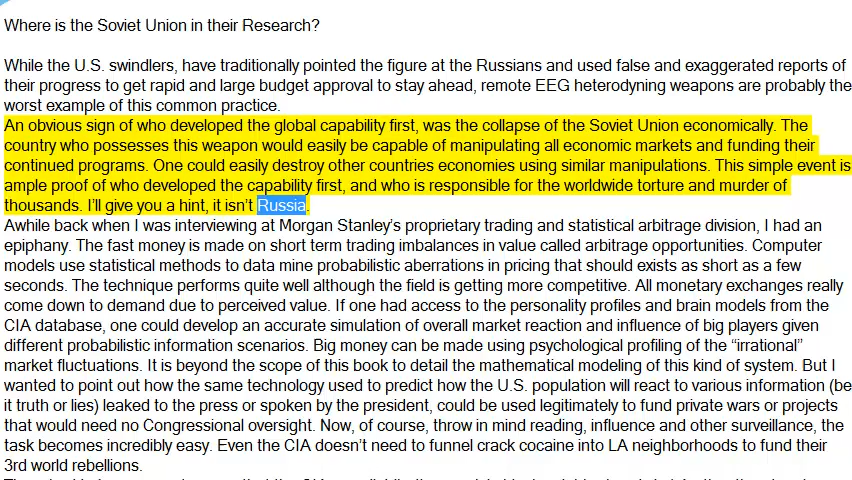 Where is the Soviet Union in their Research?
While the U.S. swindlers, have traditionally pointed the figure at the Russians and used false and exaggerated reports of
their progress to get rapid and large budget approval to stay ahead, remote EEG heterodyning weapons are probably the
worst example of this common practice.
An obvious sign of who developed the global capability first, was the collapse of the Soviet Union economically. The
country who possesses this weapon would easily be capable of manipulating all economic markets and funding their
continued programs. One could easily destroy other countries economies using similar manipulations. This simple event is
ample proof of who developed the capability first, and who is responsible for the worldwide torture and murder of
thousands. I’ll give you a hint, it isn’t Russia.
Awhile back when I was interviewing at Morgan Stanley’s proprietary trading and statistical arbitrage division, I had an
epiphany. The fast money is made on short term trading imbalances in value called arbitrage opportunities. Computer
models use statistical methods to data mine probabilistic aberrations in pricing that should exists as short as a few
seconds. The technique performs quite well although the field is getting more competitive. All monetary exchanges really
come down to demand due to perceived value. If one had access to the personality profiles and brain models from the
CIA database, one could develop an accurate simulation of overall market reaction and influence of big players given
different probabilistic information scenarios. Big money can be made using psychological profiling of the “irrational”
market fluctuations. It is beyond the scope of this book to detail the mathematical modeling of this kind of system. But I
wanted to point out how the same technology used to predict how the U.S. population will react to various information (be
it truth or lies) leaked to the press or spoken by the president, could be used legitimately to fund private wars or projects
that would need no Congressional oversight. Now, of course, throw in mind reading, influence and other surveillance, the
task becomes incredibly easy. Even the CIA doesn’t need to funnel crack cocaine into LA neighborhoods to fund their
3rd world rebellions.